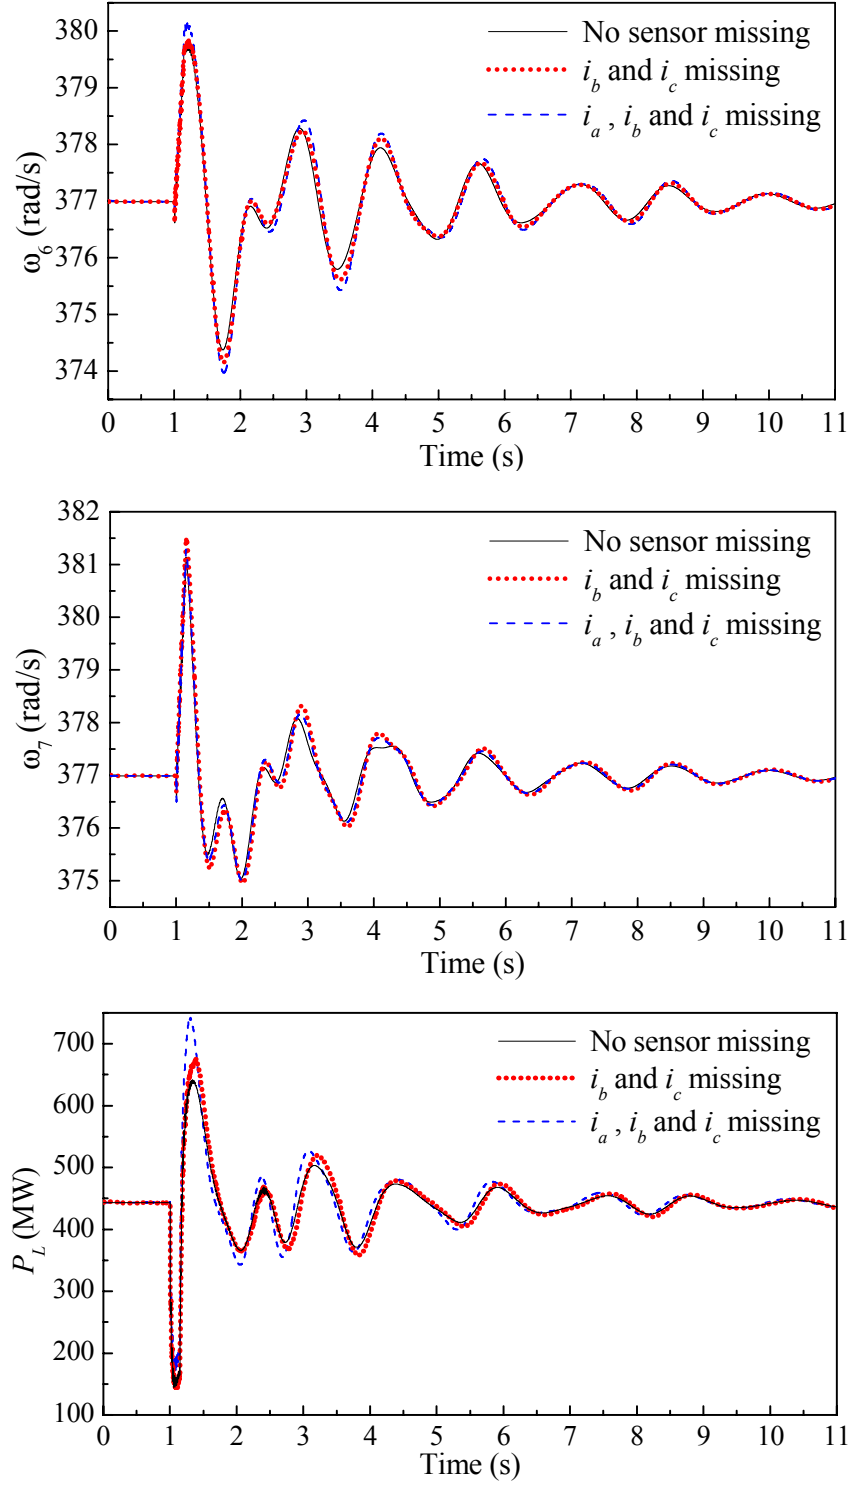 380
379
378
377
376
375
374
ω6 (rad/s)
No sensor missing
ib and ic missing
ia , ib and ic missing
0 1 2 3 4 5 6 7 8 9 10 11
Time (s)
382
381
380
379
378
377
376
375
ω7 (rad/s)
No sensor missing
ib and ic missing
ia , ib and ic missing
0 1 2 3 4 5 6 7 8 9 10 11
Time (s)
700
600
500
400
300
200
100
PL (MW)
No sensor missing
ib and ic missing
ia , ib and ic missing
0 1 2 3 4 5 6 7 8 9 10 11
Time (s)